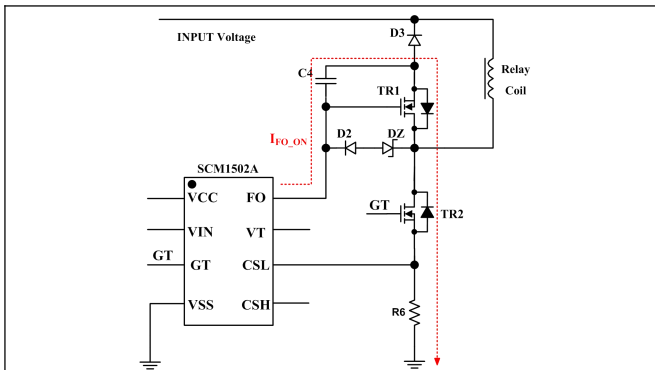 INPUT Voltage
D3
Relay
Coil
C4
TR1
I_FO_ON
D2
DZ
SCM1502A
VCC
FO
GT
TR2
VIN
VT
GT
GT
CSL
VSS
CSH
R6